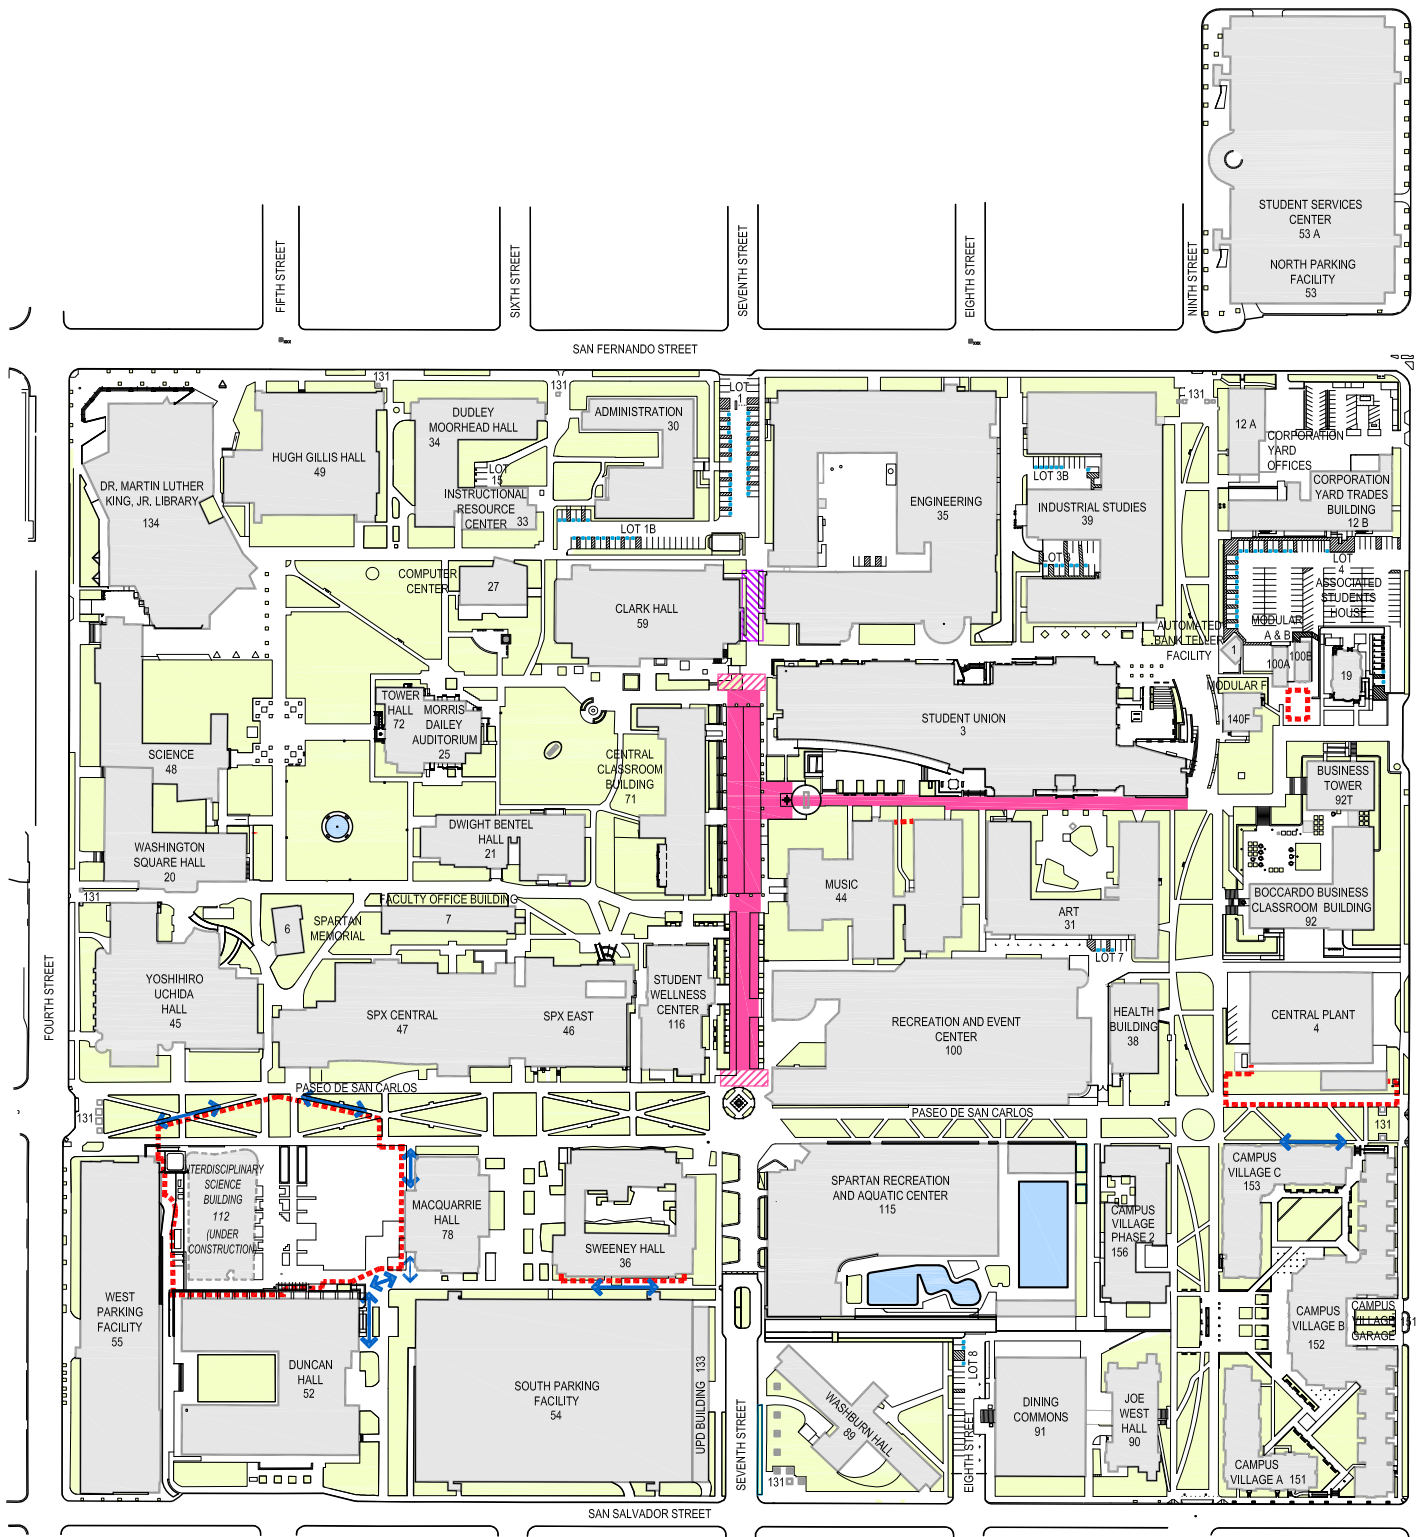 STUDENT SERVICES
CENTER
53 A
NORTH PARKING
FACILITY
53
FIFTH STREET
SIXTH STREET
SEVENTH STREET
EIGHTH STREET
NINTH STREET
SAN FERNANDO STREET
131
131
LOT
1
131
DR. MARTIN LUTHER
KING, JR. LIBRARY
134
HUGH GILLIS HALL
49
DUDLEY
MOORHEAD HALL
34
LOT
15
INSTRUCTIONAL
RESOURCE
CENTER
33
ADMINISTRATION
30
LOT 1B
ENGINEERING
35
LOT 3B
INDUSTRIAL STUDIES
39
LOT
12 A
CORPORATION
YARD
OFFICES
CORPORATION
YARD TRADES
BUILDING
12 B
LOT
4
ASSOCIATED
STUDENTS
HOUSE
MODULAR
A & B
AUTOMATED
BANK TELLER
FACILITY
1
100A
100B
19
MODULAR F
140F
COMPUTER
CENTER
27
CLARK HALL
59
TOWER
HALL
72
MORRIS
DAILEY
AUDITORIUM
25
CENTRAL
CLASSROOM
BUILDING
71
STUDENT UNION
3
SCIENCE
48
BUSINESS
TOWER
92T
WASHINGTON
SQUARE HALL
20
DWIGHT BENTEL
HALL
21
MUSIC
44
ART
31
BOCCARDO BUSINESS
CLASSROOM BUILDING
92
131
FACULTY OFFICE BUILDING
7
6
SPARTAN
MEMORIAL
LOT 7
FOURTH STREET
YOSHIHIRO
UCHIDA
HALL
45
SPX CENTRAL
47
SPX EAST
46
STUDENT
WELLNESS
CENTER
116
RECREATION AND EVENT
CENTER
100
HEALTH
BUILDING
38
CENTRAL PLANT
4
PASEO DE SAN CARLOS
PASEO DE SAN CARLOS
131
131
INTERDISCIPLINARY
SCIENCE
BUILDING
112
(UNDER
CONSTRUCTION)
MACQUARRIE
HALL
78
SWEENEY HALL
36
SPARTAN RECREATION
AND AQUATIC CENTER
115
CAMPUS
VILLAGE
PHASE 2
156
CAMPUS
VILLAGE C
153
WEST
PARKING
FACILITY
55
CAMPUS
VILLAGE B
152
CAMPUS
VILLAGE
GARAGE
151
DUNCAN
HALL
52
SOUTH PARKING
FACILITY
54
UPD BUILDING 133
SEVENTH STREET
WASHBURN HALL
89
131
LOT 8
EIGHTH STREET
DINING
COMMONS
91
JOE
WEST
HALL
90
CAMPUS
VILLAGE A 151
SAN SALVADOR STREET